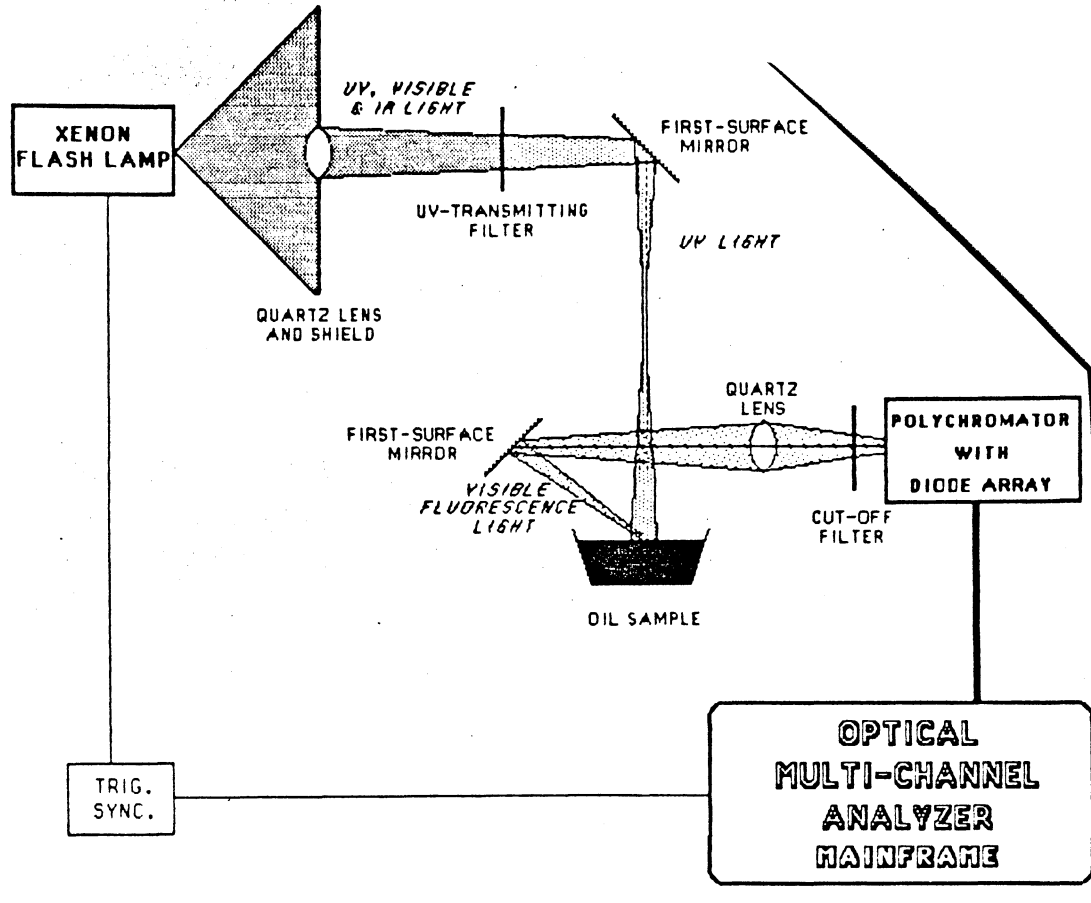 XENON
FLASH LAMP
UV, VISIBLE
& IR LIGHT
FIRST-SURFACE
MIRROR
UV-TRANSMITTING
FILTER
UV LIGHT
QUARTZ LENS
AND SHIELD
QUARTZ
LENS
FIRST-SURFACE
MIRROR
POLYCHROMATOR
WITH
DIODE ARRAY
VISIBLE
FLUORESCENCE
LIGHT
CUT-OFF
FILTER
OIL SAMPLE
TRIG.
SYNC.
OPTICAL
MULTI-CHANNEL
ANALYZER
MAINFRAME